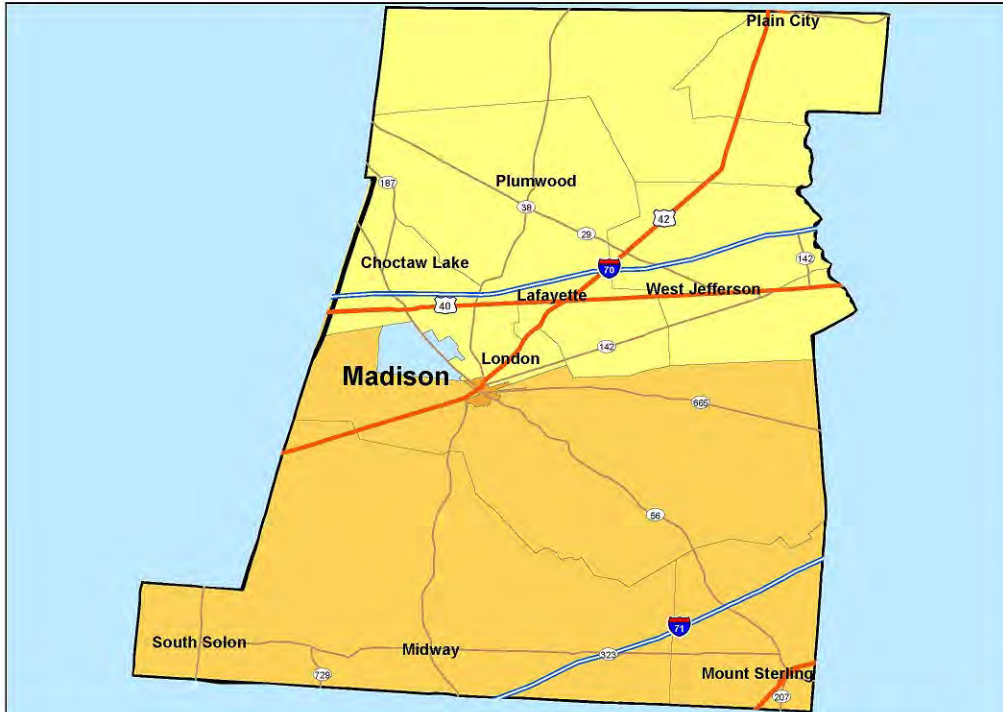 Plain City
187
Plumwood
38
42
29
Choctaw Lake
142
70
West Jefferson
Lafayette
40
142
London
Madison
665
56
71
South Solon
Midway
323
729
Mount Sterling
207